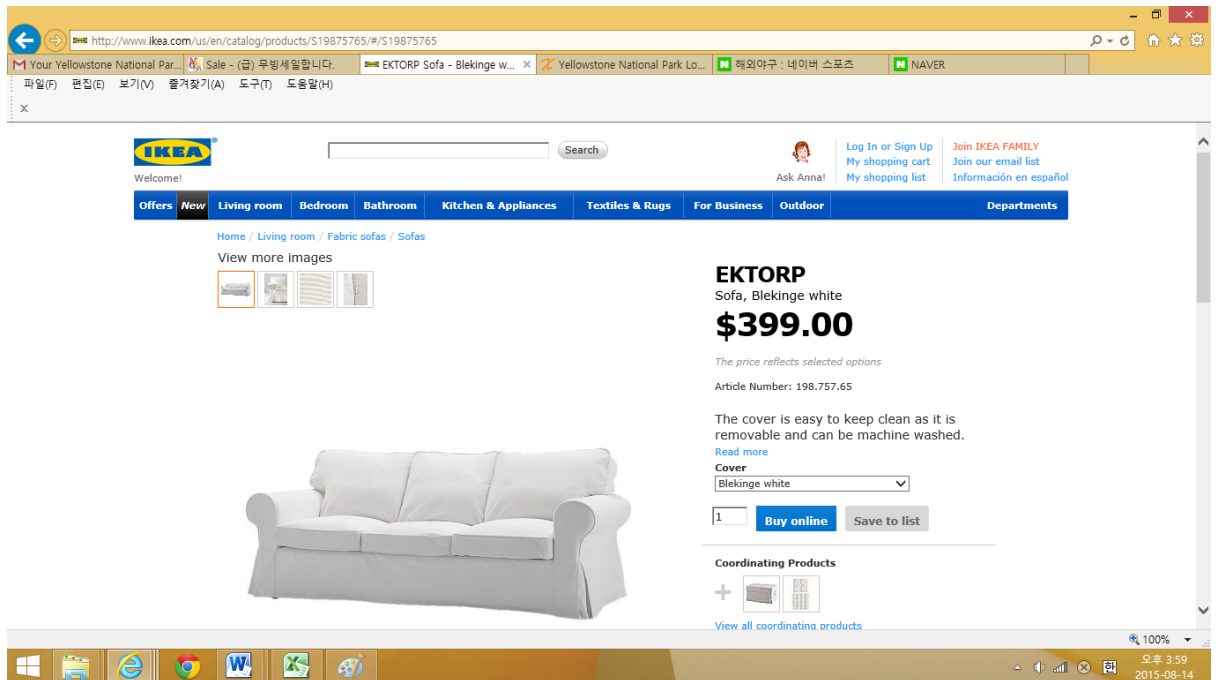 http://www.ikea.com/us/en/catalog/products/S19875765/#/S19875765
Your Yellowstone National Par...
Sale - (급) 무빙세일합니다.
EKTORP Sofa - Blekinge w...
Yellowstone National Park Lo...
해외야구 : 네이버 스포츠
NAVER
파일(F) 편집(E) 보기(V) 즐겨찾기(A) 도구(T) 도움말(H)
x
IKEA
Welcome!
Search
Ask Anna!
Log In or Sign Up
My shopping cart
My shopping list
Join IKEA FAMILY
Join our email list
Información en español
Offers New Living room Bedroom Bathroom Kitchen & Appliances Textiles & Rugs For Business Outdoor Departments
Home / Living room / Fabric sofas / Sofas
View more images
EKTORP
Sofa, Blekinge white
$399.00
The price reflects selected options
Article Number: 198.757.65
The cover is easy to keep clean as it is
removable and can be machine washed.
Read more
Cover
Blekinge white
1 Buy online Save to list
Coordinating Products
View all coordinating products
100%
한
오후 3:59
2015-08-14